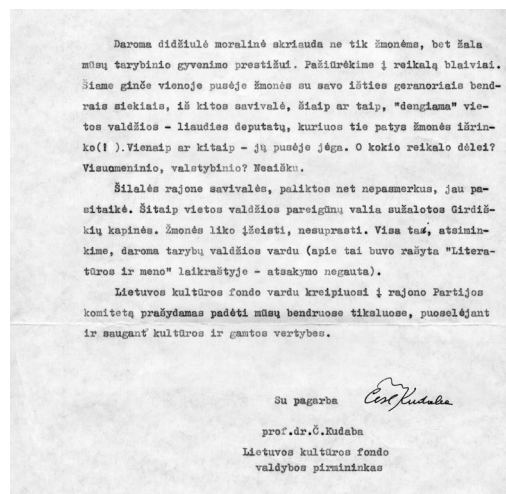 Daroma didžiulė moralinė skriauda ne tik žmonėms, bet žala
mūsų tarybinio gyvenimo prestižui. Pažiūrėkime į reikalą blaiviai.
Šiame ginče vienoje pusėje žmonės su savo išties geranoriais bend-
rais siekiais, iš kitos savivalė, šiaip ar taip, "dengiama" vie-
tos valdžios - liaudies deputatų, kuriuos tie patys žmonės išrin-
ko(! ).Vienaip ar kitaip - jų pusėje jėga. O kokio reikalo dėlei?
Visuomeninio, valstybinio? Neaišku.
Šilalės rajone savivalės, paliktos net nepasmerkus, jau pa-
sitaikė. Šitaip vietos valdžios pareigūnų valia sužalotos Girdiš-
kių kapinės. Žmonės liko įžeisti, nesuprasti. Visa tai, atsimin-
kime, daroma tarybų valdžios vardu (apie tai buvo rašyta "Litera-
tūros ir meno" laikraštyje - atsakymo negauta).
Lietuvos kultūros fondo vardu kreipiuosi į rajono Partijos
komitetą prašydamas padėti mūsų bendruose tiksluose, puoselėjant
ir saugant kultūros ir gamtos vertybes.
Su pagarba Česl Kudaba
prof.dr.Č.Kudaba
Lietuvos kultūros fondo
valdybos pirmininkas